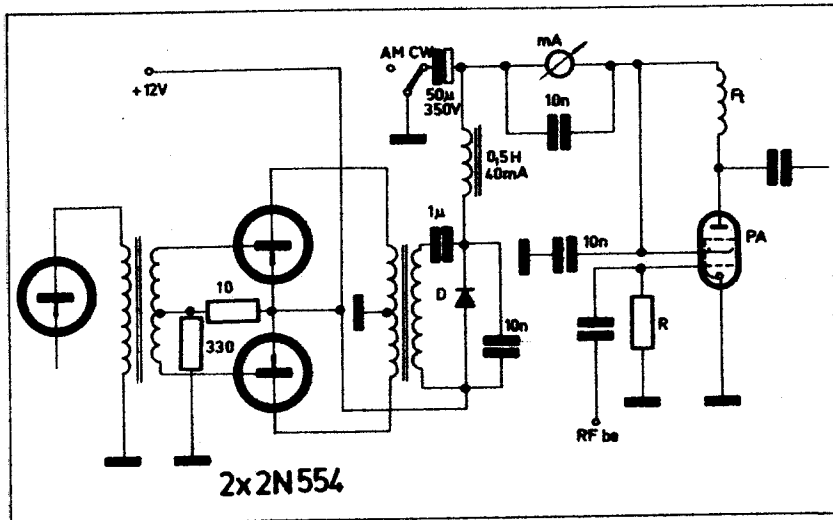 AM CW
mA
+12V
50µ
350V
10n
Ft
0,5H
40mA
1µ
10n
PA
10
D
330
10n
R
RF be
2x2N554